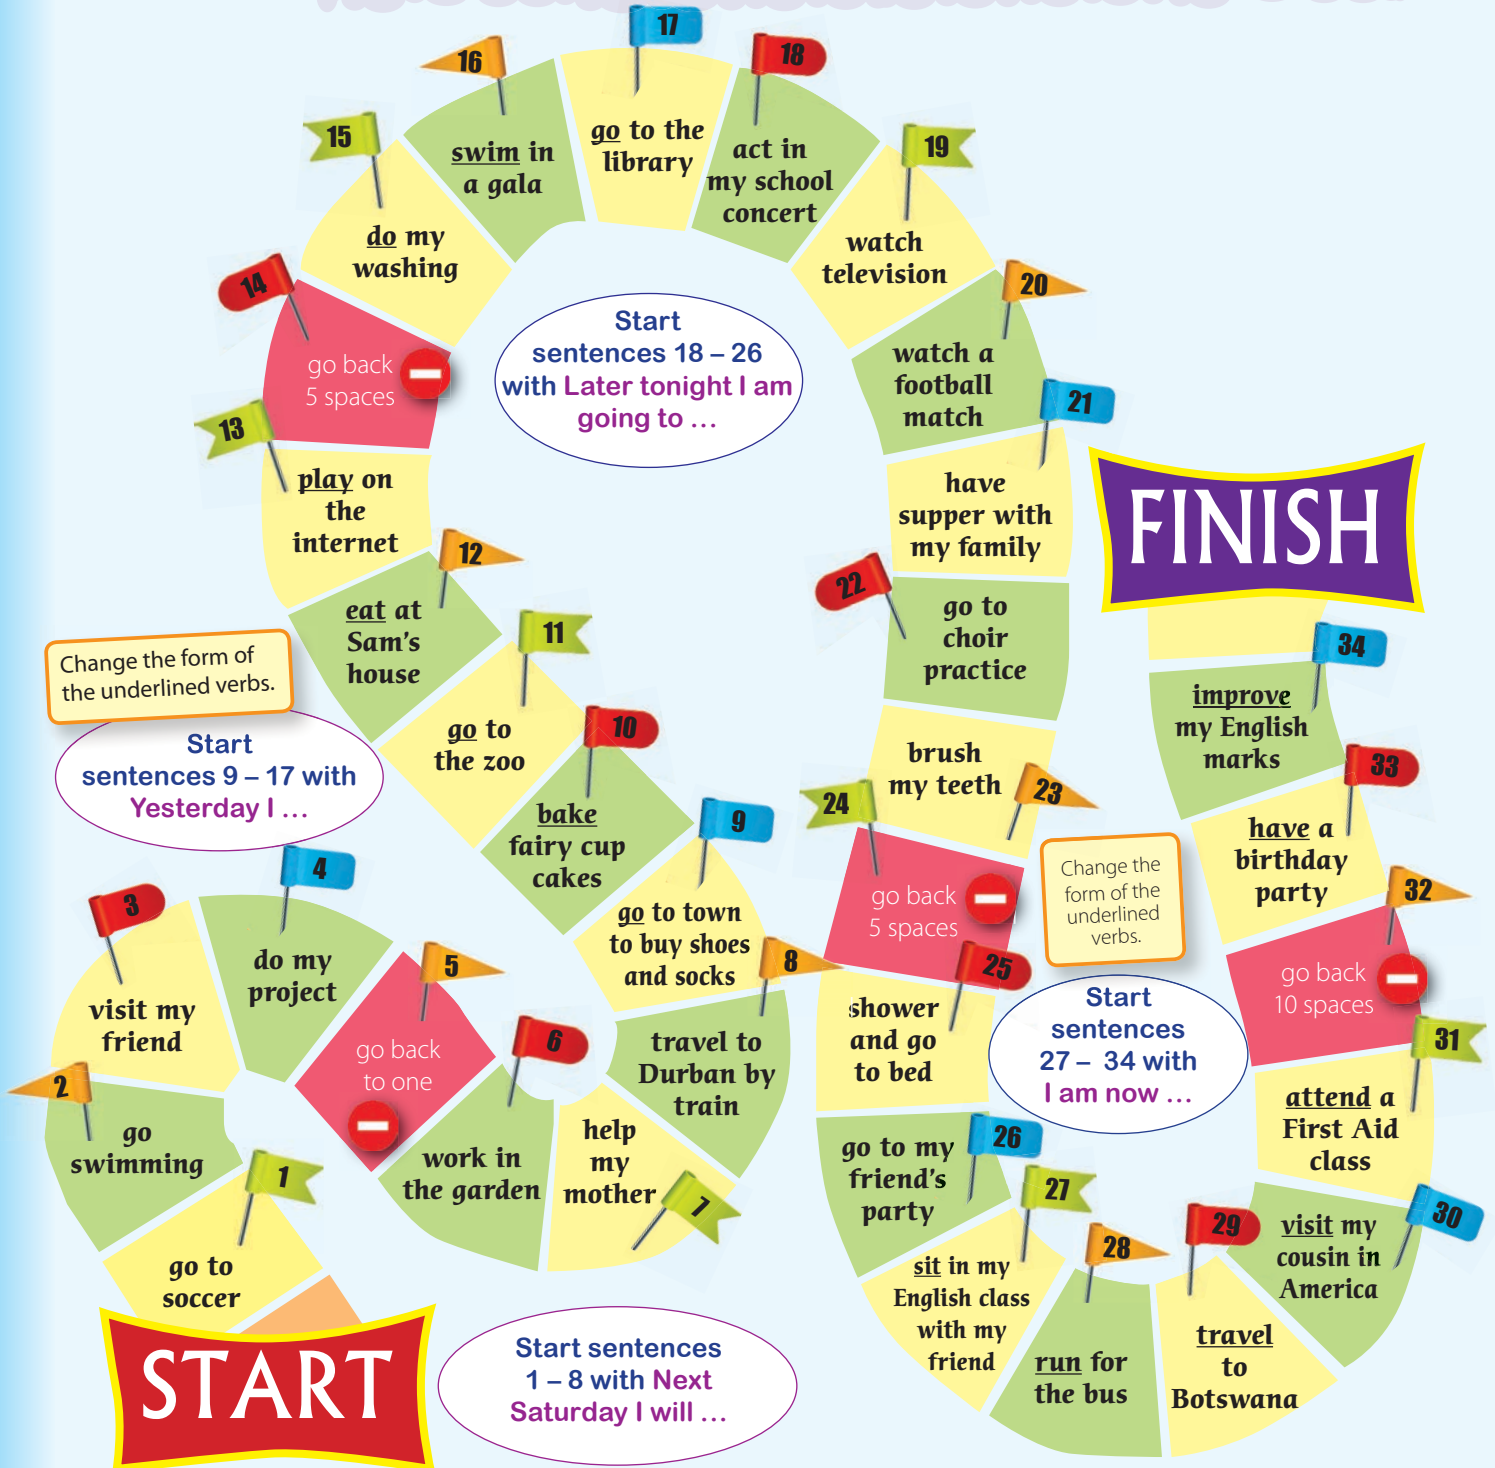 START
1
go to
soccer
2
go
swimming
3
visit my
friend
4
do my
project
5
go back
to one
6
work in
the garden
7
help
my
mother
8
travel to
Durban by
train
Start sentences
1 – 8 with Next
Saturday I will ...
9
go to town
to buy shoes
and socks
10
bake
fairy cup
cakes
11
go to
the zoo
12
eat at
Sam's
house
13
play on
the
internet
14
go back
5 spaces
15
do my
washing
16
swim in
a gala
17
go to the
library
Change the form of
the underlined verbs.
Start
sentences 9 – 17 with
Yesterday I ...
18
act in
my school
concert
19
watch
television
20
watch a
football
match
21
have
supper with
my family
22
go to
choir
practice
23
brush
my teeth
24
go back
5 spaces
25
shower
and go
to bed
26
go to my
friend's
party
Start
sentences 18 – 26
with Later tonight I am
going to ...
27
sit in my
English class
with my
friend
28
run for
the bus
29
travel
to
Botswana
30
visit my
cousin in
America
31
attend a
First Aid
class
32
go back
10 spaces
33
have a
birthday
party
34
improve
my English
marks
Change the
form of the
underlined
verbs.
Start
sentences
27 – 34 with
I am now ...
FINISH